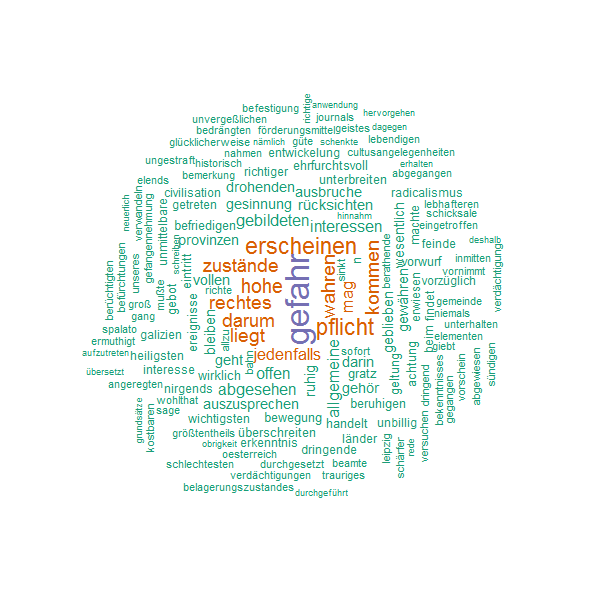 anwendung
richtige
befestigung
hervorgehen
unvergeßlichen
journals
bedrängten
förderungsmittel
geistes
dagegen
glücklicherweise
nämlich
güte
schenkte
lebendigen
ungestraft
historisch
nahmen
entwickelung
cultusangelegenheiten
bemerkung
richtiger
ehrfurchtsvoll
erhalten
abgegangen
elends
civilisation
drohenden
unterbreiten
ausbruche
radicalismus
neuerlich
verwandeln
gefangennehmung
unmittelbare
getreten
gesinnung
rücksichten
hinnahm
wesentlich
machte
lebhafteren
schicksale
eingetroffen
befriedigen
gebildeten
interessen
feinde
deshalb
berüchtigten
befürchtungen
unseres
provinzen
erscheinen
kommen
vorwurf
inmitten
verdächtigung
schreiben
eintritt
vollen
zustände
gefahr
wahren
sinkt
n
berathende
gewähren
erwiesen
vornimmt
vorzüglich
mußte
gebot
richte
hohe
mag
geblieben
gemeinde
groß
gang
ereignisse
rechtes
pflicht
beim
findet
niemals
spalato
bleiben
darum
liegt
unterhalten
ermuthigt
galizien
allzu
elementen
aufzutreten
heiligsten
geht
bahn
jedenfalls
allgemeine
sofort
darin
geltung
achtung
giebt
übersetzt
interesse
wirklich
offen
ruhig
gratz
dringend
bekenntnisses
gegangen
vorschein
abgewiesen
sündigen
angeregten
nirgends
abgesehen
gehör
wohlthat
kostbaren
grundsätze
sage
auszusprechen
beruhigen
wichtigsten
bewegung
handelt
unbillig
versuchen
größtentheils
überschreiten
länder
rede
obrigkeit
erkenntnis
dringende
leipzig
schärfer
oesterreich
schlechtesten
durchgesetzt
beamte
verdächtigungen
trauriges
belagerungszustandes
durchgeführt